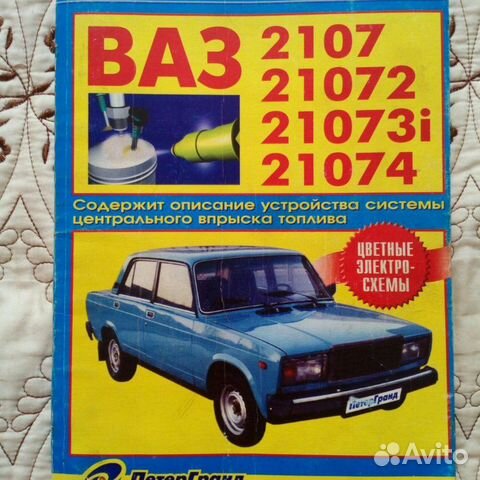 ВАЗ
2107
21072
21073i
21074
Содержит описание устройства системы
центрального впрыска топлива
ЦВЕТНЫЕ
ЭЛЕКТРО-
СХЕМЫ
ПетерГранд
ПетерГранд
Avito